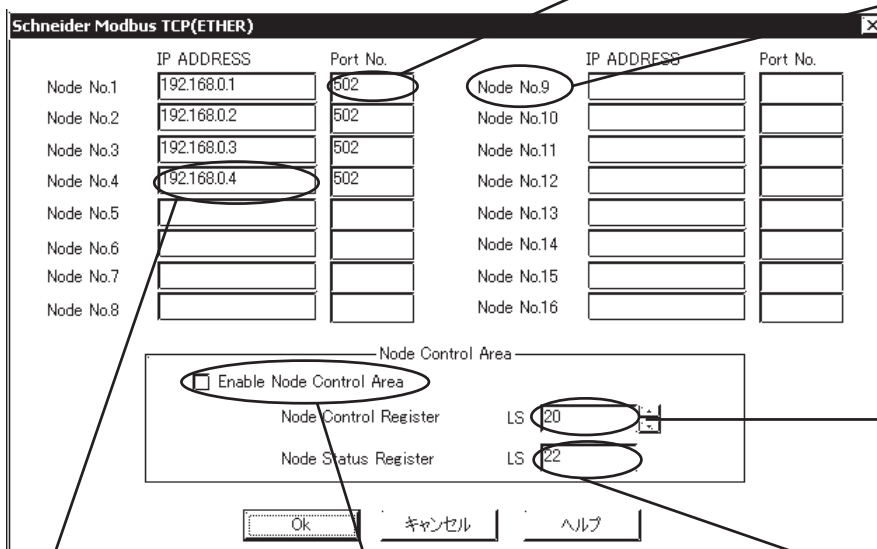 Schneider Modbus TCP(ETHER)
IP ADDRESS Port No. IP ADDRESS Port No.
Node No.1 192.168.0.1 502 Node No.9
Node No.2 192.168.0.2 502 Node No.10
Node No.3 192.168.0.3 502 Node No.11
Node No.4 192.168.0.4 502 Node No.12
Node No.5 Node No.13
Node No.6 Node No.14
Node No.7 Node No.15
Node No.8 Node No.16
Node Control Area
Enable Node Control Area
Node Control Register LS 20
Node Status Register LS 22
Ok キャンセル ヘルプ